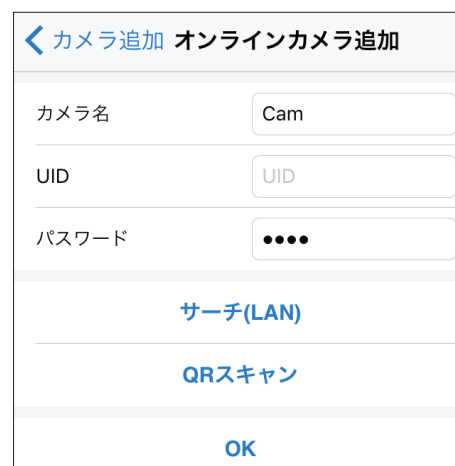 カメラ追加 オンラインカメラ追加
カメラ名 Cam
UID UID
パスワード ●●●●
サーチ(LAN)
QRスキャン
OK